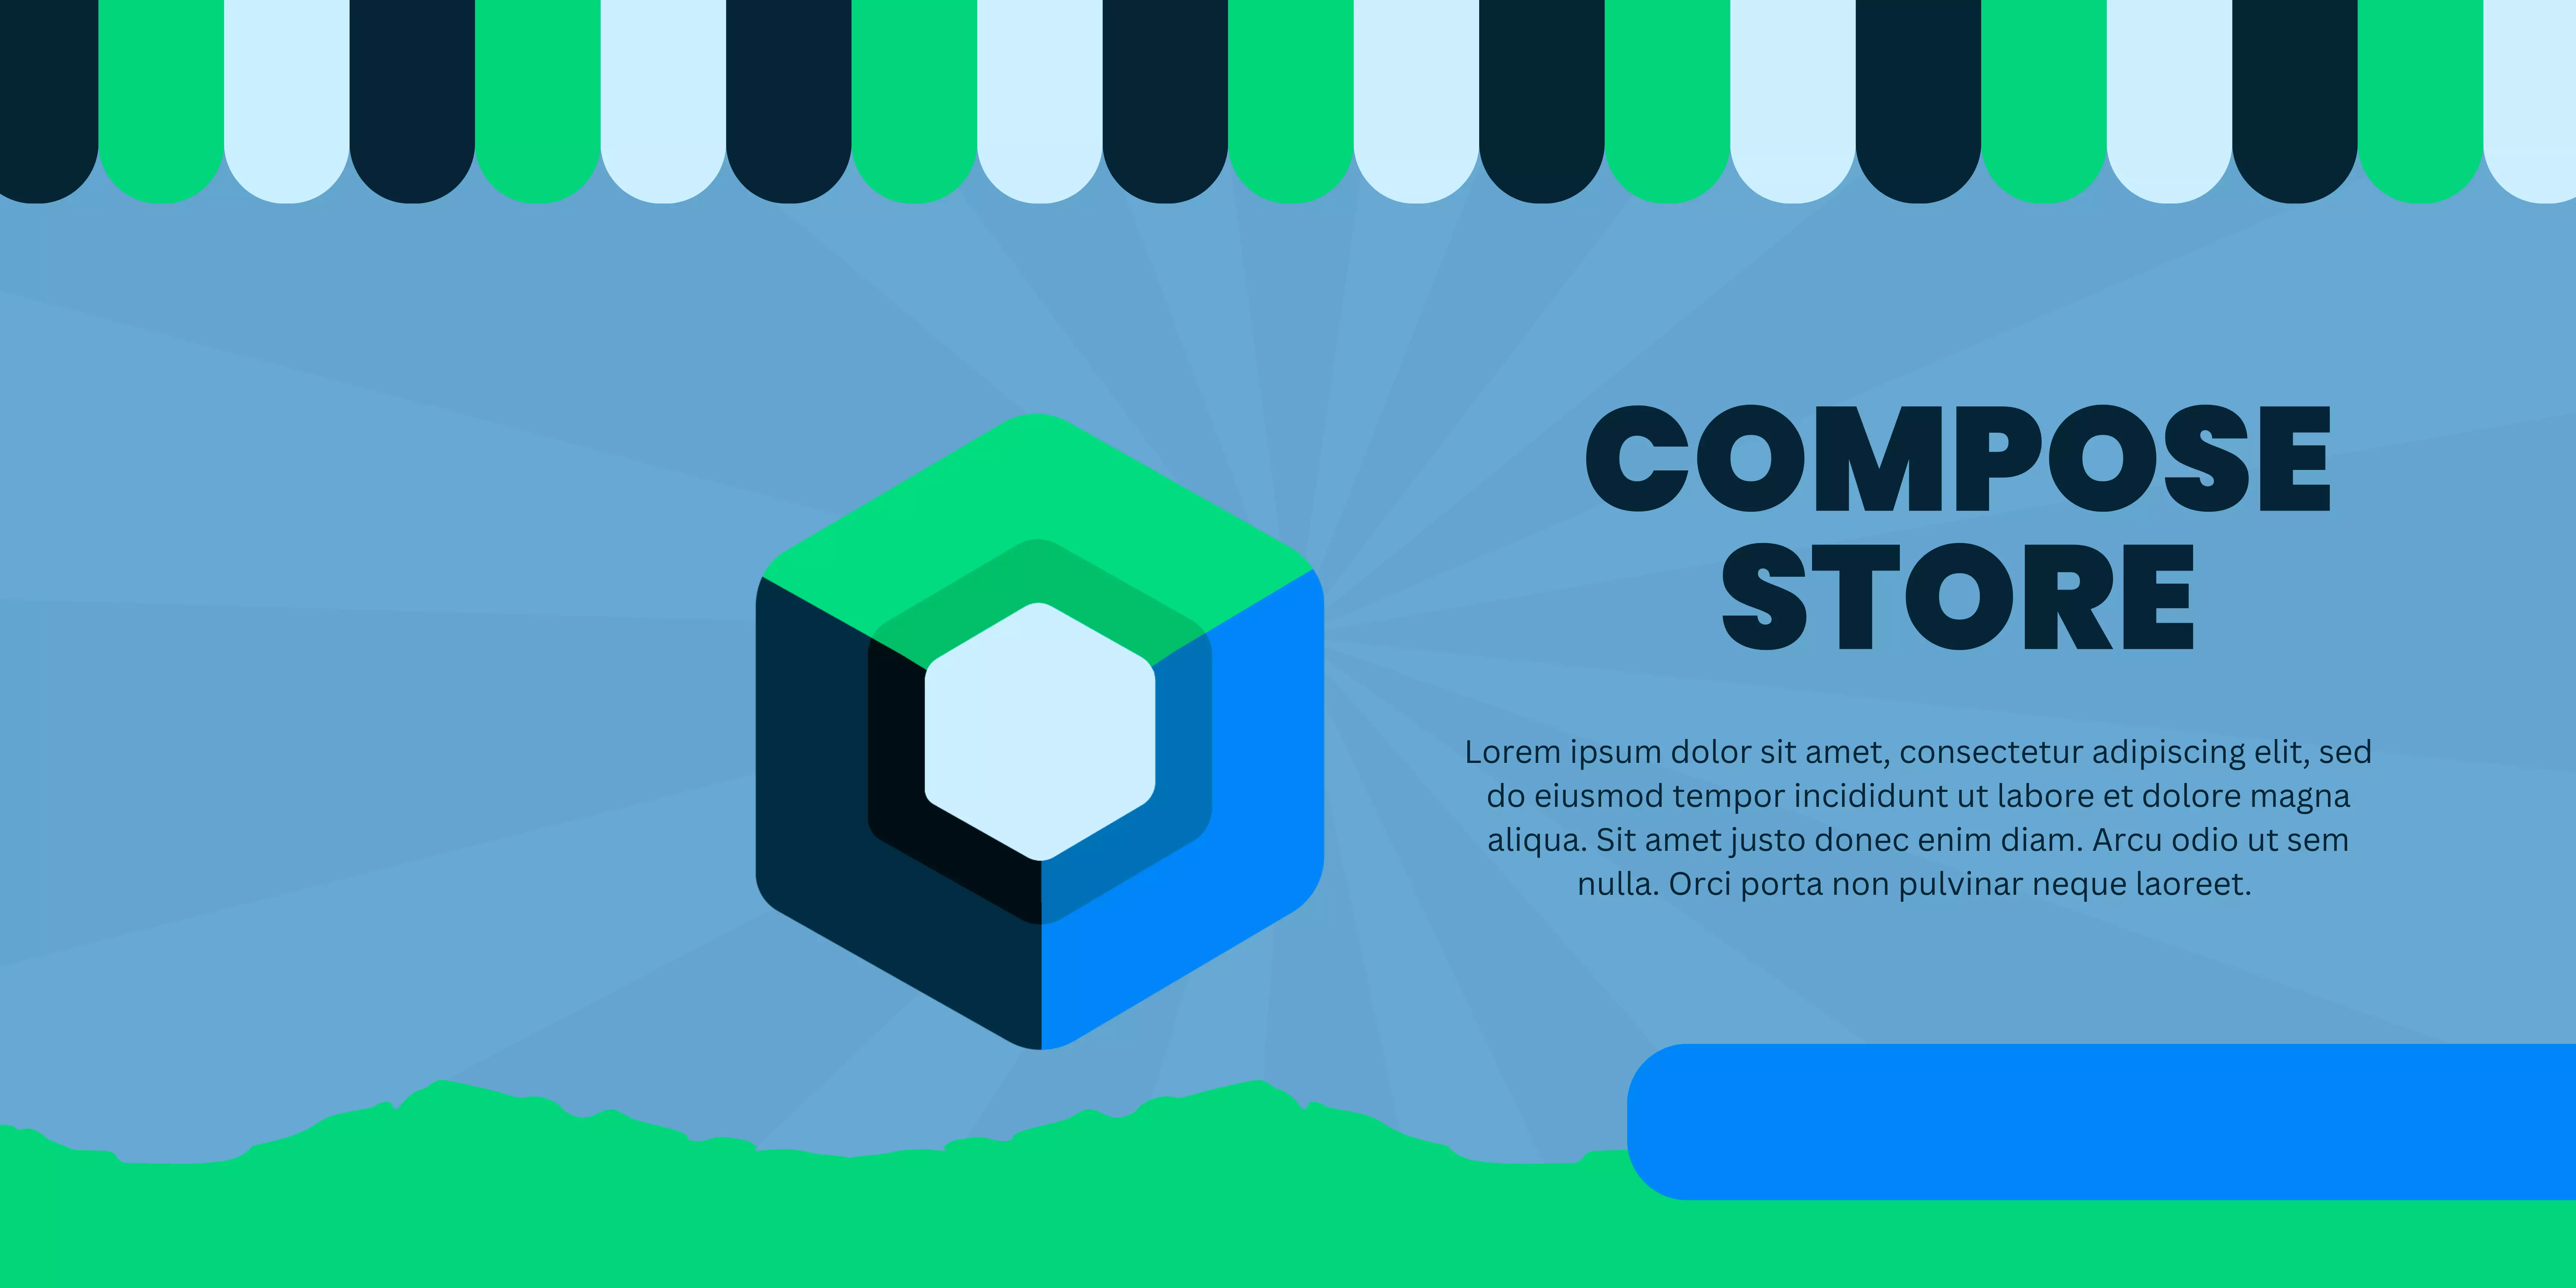 COMPOSE
STORE
Lorem ipsum dolor sit amet, consectetur adipiscing elit, sed
do eiusmod tempor incididunt ut labore et dolore magna
aliqua. Sit amet justo donec enim diam. Arcu odio ut sem
nulla. Orci porta non pulvinar neque laoreet.